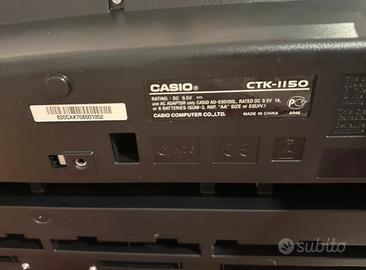 CASIO CTK-1150
RATING: DC 9.5V
use AC ADAPTOR only CASIO AD-E95100L, RATED DC 9.5V 1A,
or 6 BATTERIES (SUM-3, R6P, "AA" SIZE OR EQUIV.)
CASIO COMPUTER CO.,LTD. MADE IN CHINA
820CAK70B001052
subito